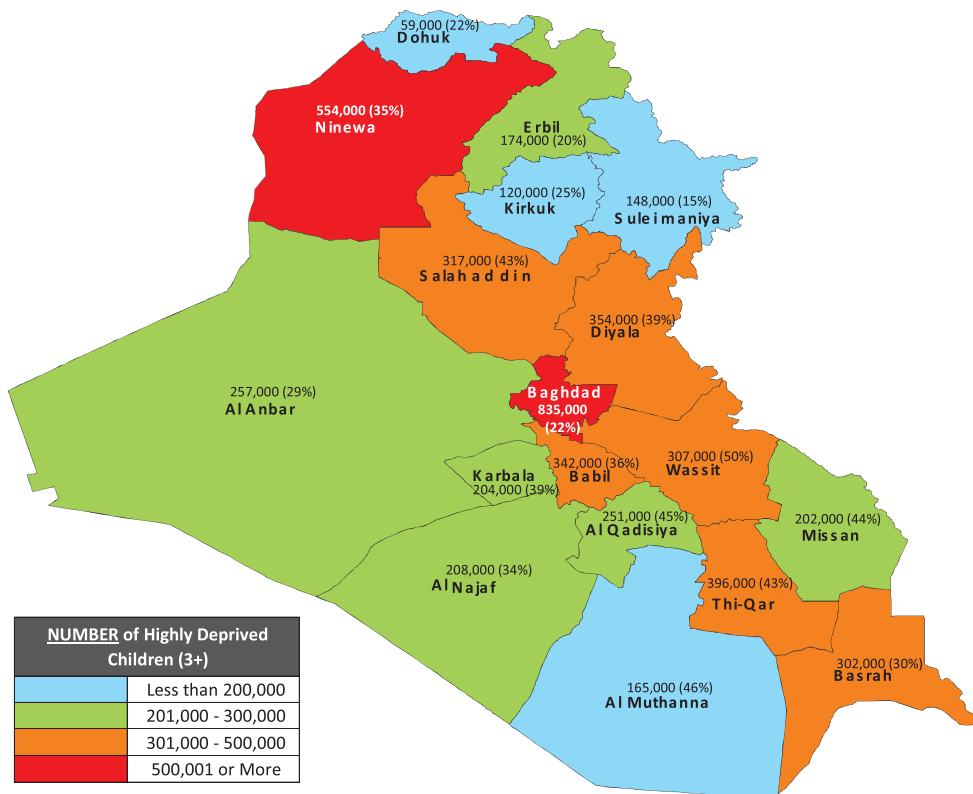 59,000 (22%)
Dohuk
554,000 (35%)
Ninewa
Erbil
174,000 (20%)
120,000 (25%)
Kirkuk
148,000 (15%)
Suleimaniya
317,000 (43%)
Salahaddin
354,000 (39%)
Diyala
257,000 (29%)
Al Anbar
Baghdad
835,000
(22%)
Karbala
204,000 (39%)
342,000 (36%)
Babil
307,000 (50%)
Wassit
251,000 (45%)
Al Qadisiya
202,000 (44%)
Missan
208,000 (34%)
Al Najaf
396,000 (43%)
Thi-Qar
302,000 (30%)
Basrah
165,000 (46%)
Al Muthanna
NUMBER of Highly Deprived
Children (3+)
Less than 200,000
201,000 - 300,000
301,000 - 500,000
500,001 or More